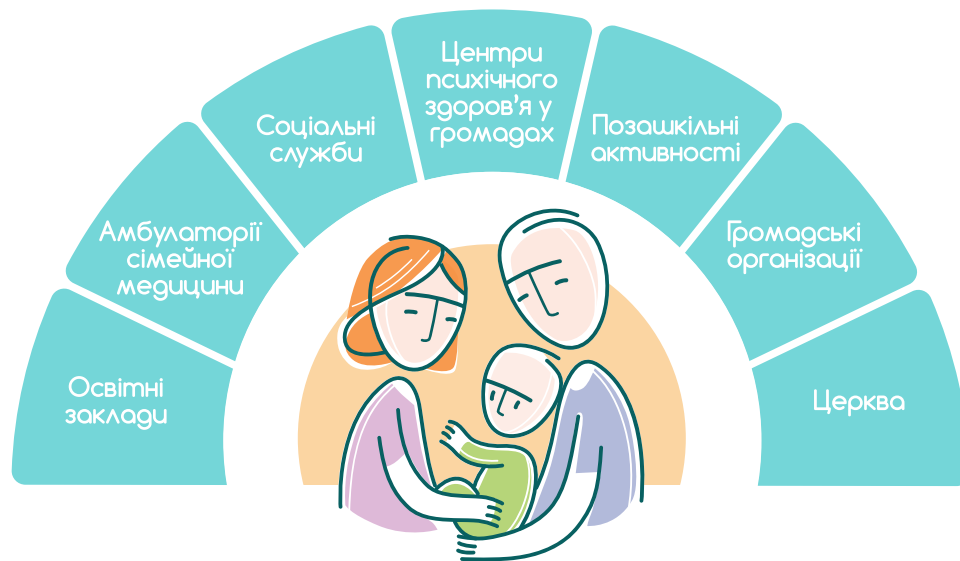 Освітні
заклади
Амбулаторії
сімейної
медицини
Соціальні
служби
Центри
психічного
здоров'я у
громадах
Позашкільні
активності
Громадські
організації
Церква